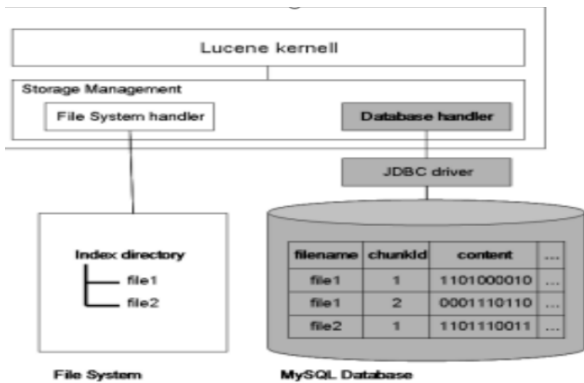 Lucene kernell
Storage Management
File System handler
Database handler
JDBC driver
Index directory
file1
file2
filename chunkId content ...
file1 1 1101000010 ...
file1 2 0001110110 ...
file2 1 1101110011 ...
File System
MySQL Database